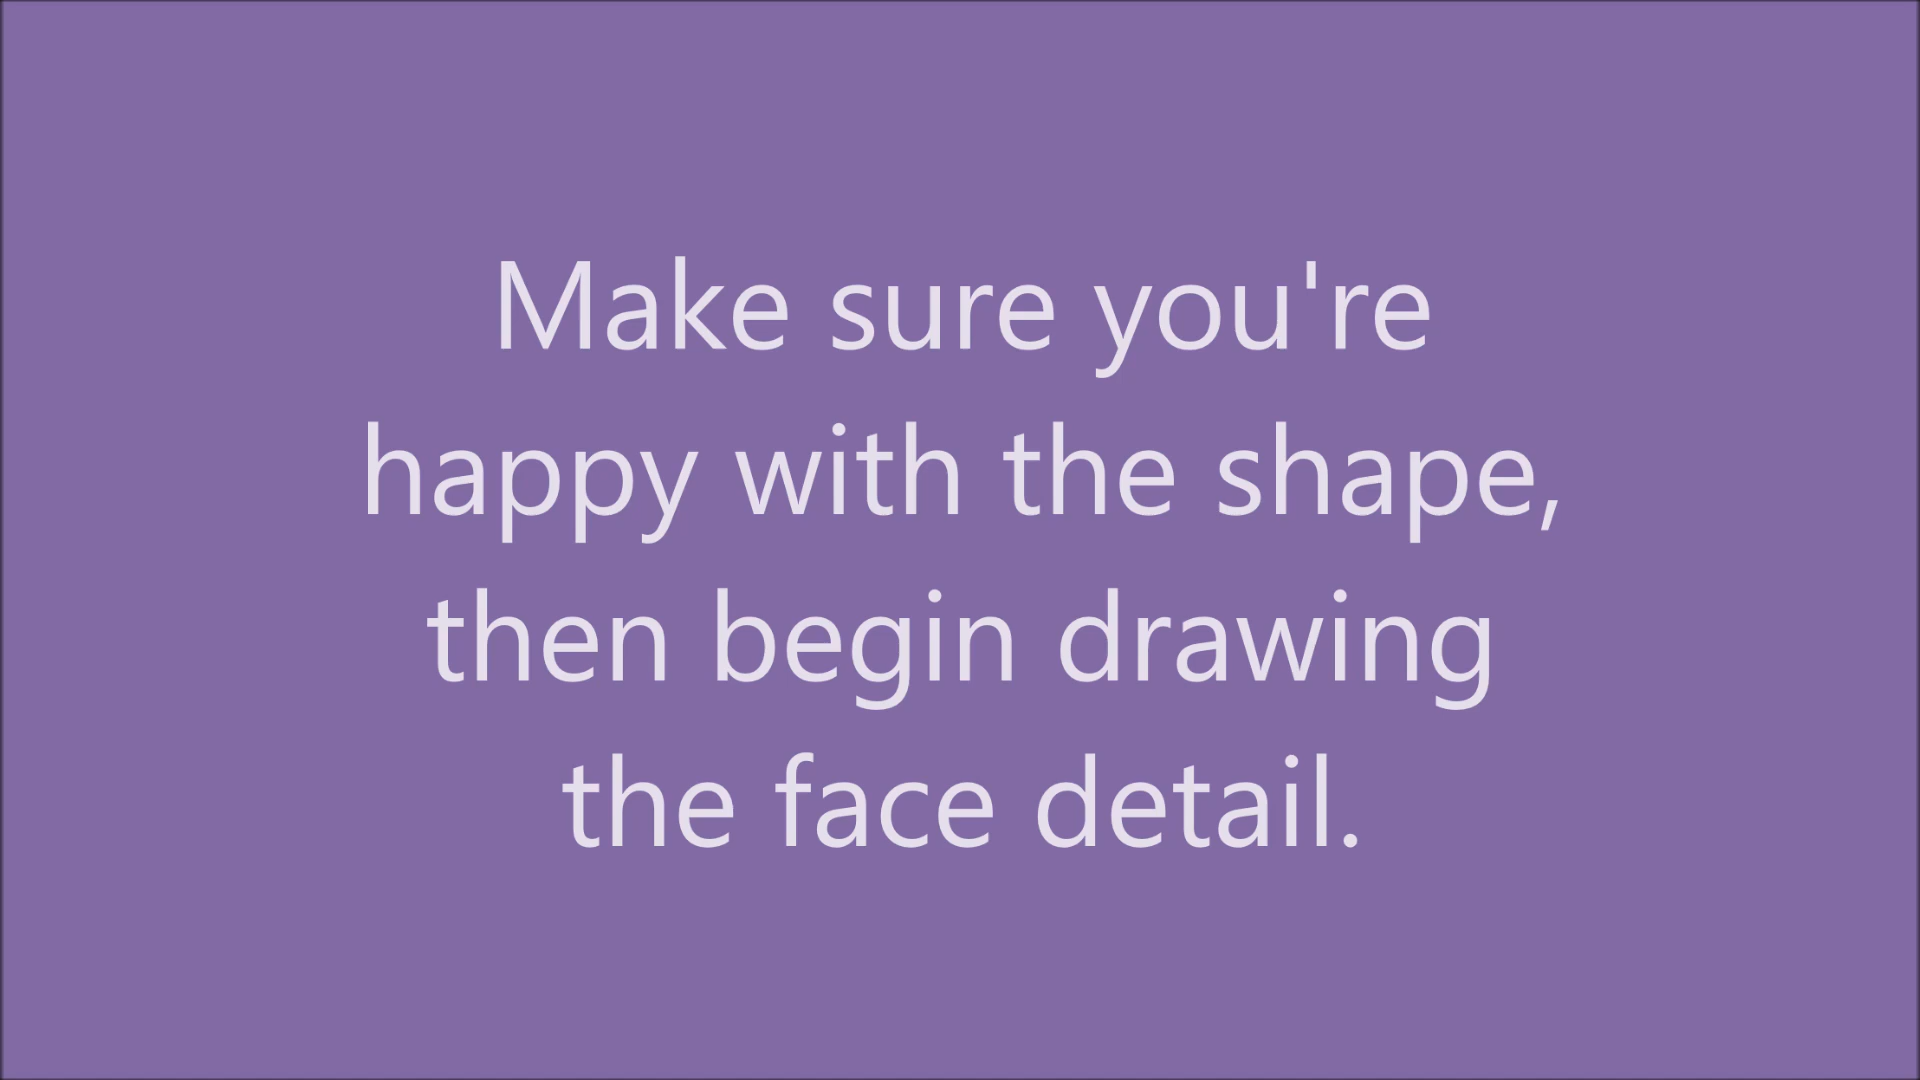 Make sure you're
happy with the shape,
then begin drawing
the face detail.